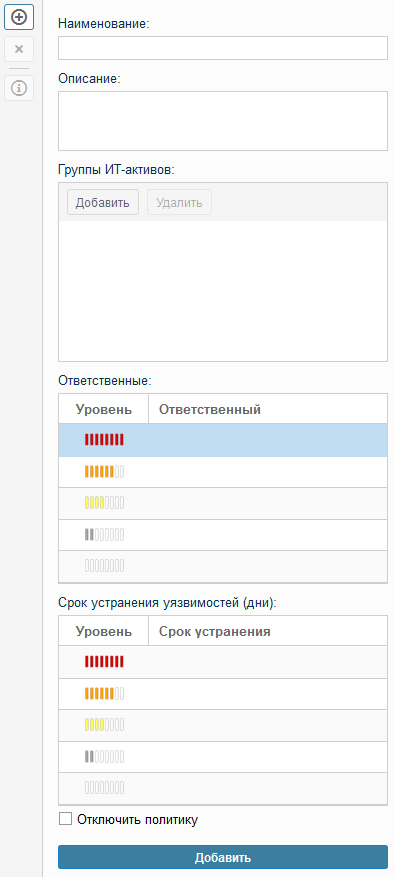 Наименование:
Описание:
Группы ИТ-активов:
Добавить Удалить
Ответственные:
Уровень Ответственный
Срок устранения уязвимостей (дни):
Уровень Срок устранения
Отключить политику
Добавить